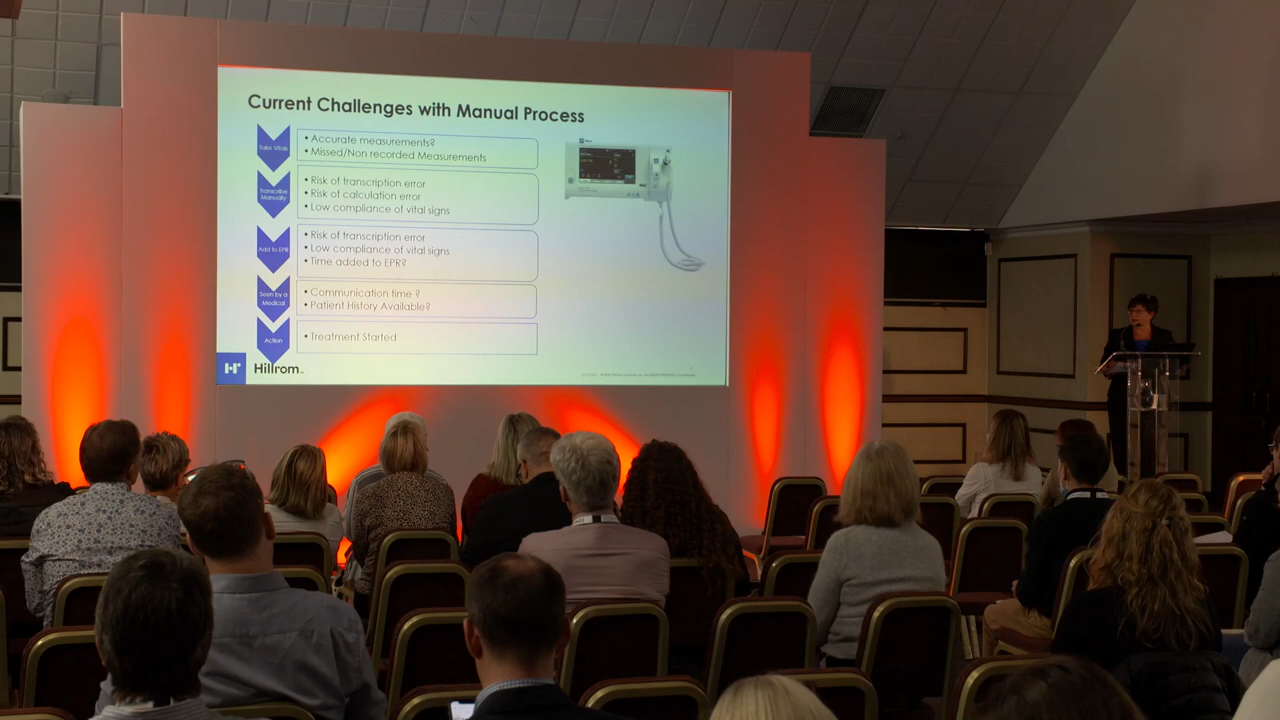 Current Challenges with Manual Process
Take Vitals
• Accurate measurements?
• Missed/Non recorded Measurements
Transcribe
Manually
• Risk of transcription error
• Risk of calculation error
• Low compliance of vital signs
Add to EPR
• Risk of transcription error
• Low compliance of vital signs
• Time added to EPR?
Seen by a
Medical
• Communication time ?
• Patient History Available?
Action
• Treatment Started
H
Hillrom